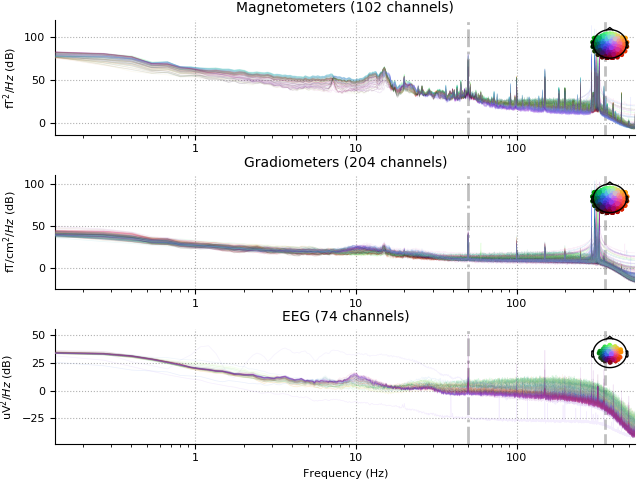 Magnetometers (102 channels)
fT²/Hz (dB)
100
50
0
1
10
100
Gradiometers (204 channels)
fT/cm²/Hz (dB)
100
50
0
1
10
100
EEG (74 channels)
uV²/Hz (dB)
50
25
0
−25
1
10
100
Frequency (Hz)